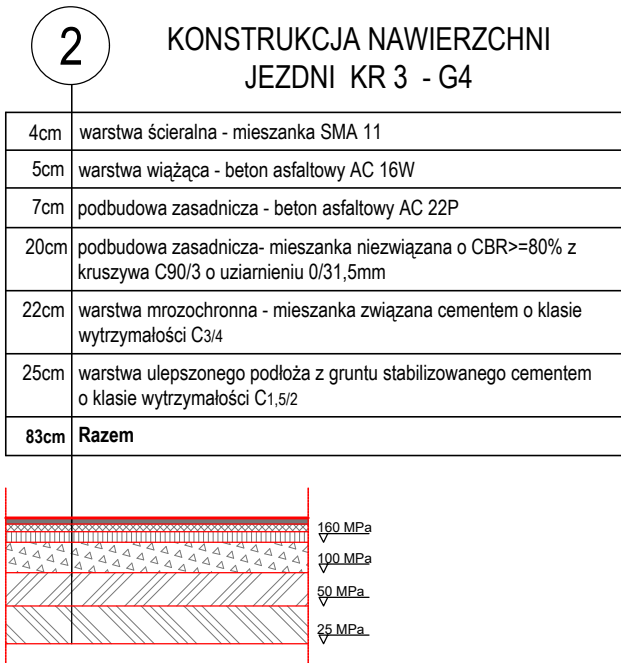 2
KONSTRUKCJA NAWIERZCHNI
JEZDNI KR 3 - G4
4cm warstwa ścieralna - mieszanka SMA 11
5cm warstwa wiążąca - beton asfaltowy AC 16W
7cm podbudowa zasadnicza - beton asfaltowy AC 22P
20cm podbudowa zasadnicza- mieszanka niezwiązana o CBR>=80% z
kruszywa C90/3 o uziarnieniu 0/31,5mm
22cm warstwa mrozochronna - mieszanka związana cementem o klasie
wytrzymałości C3/4
25cm warstwa ulepszonego podłoża z gruntu stabilizowanego cementem
o klasie wytrzymałości C1,5/2
83cm Razem
160 MPa
100 MPa
50 MPa
25 MPa